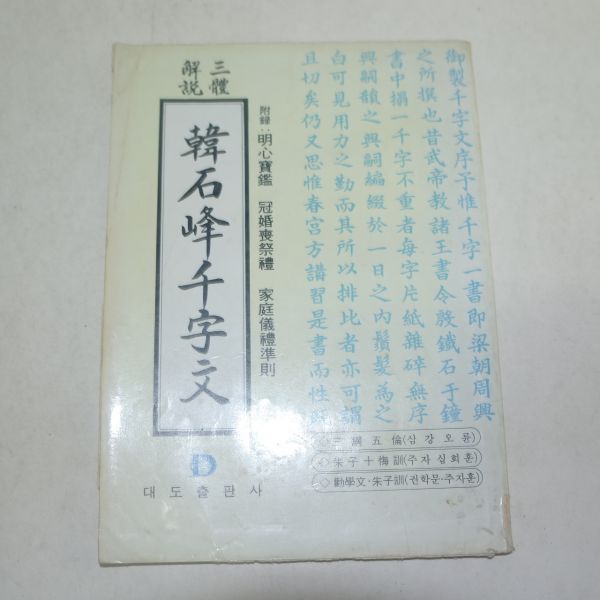 三體
解説
韓石峰千字文
附錄:明心寶鑑 冠婚喪祭禮 家庭儀禮準則
御製千字文序予惟千字一書即梁朝周興
之所撰也昔武帝教諸王書令殷鐵石于鍾
書中搨一千字不重者每字片紙雜碎無序
興嗣韻之興嗣編綴於一日之內鬚髮為之
白可見用力之勤而其所以排比者亦可謂
且切矣仍又思惟春宮方講習是書而性
◇三綱五倫(삼강오륜)
◇朱子十悔訓(주자십회훈)
◇勸學文·朱子訓(권학문·주자훈)
대도출판사